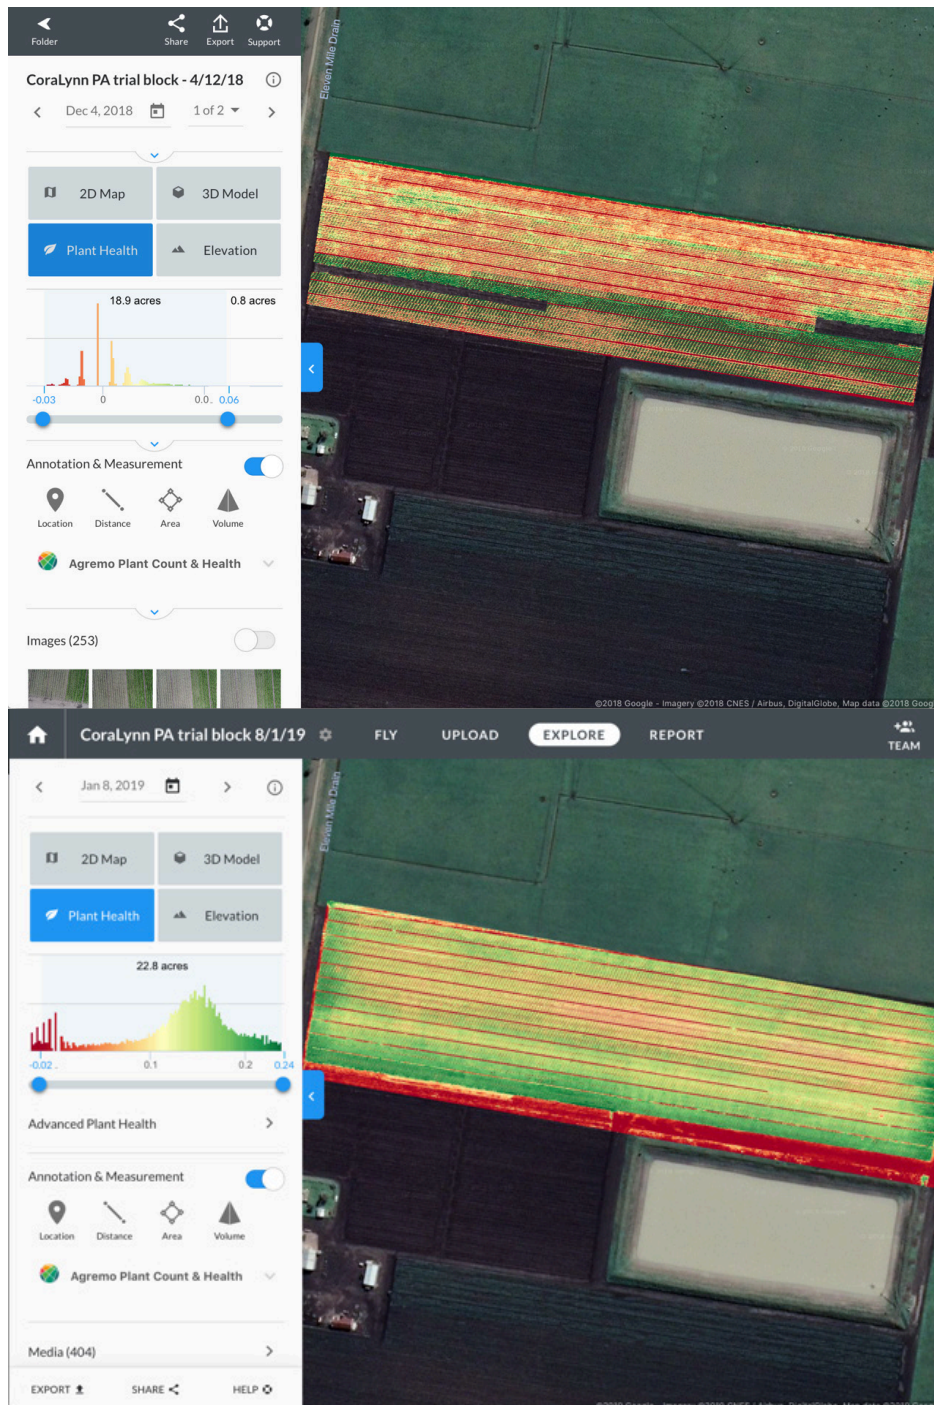 Folder
Share
Export
Support
CoraLynn PA trial block - 4/12/18
Dec 4, 2018
1 of 2
2D Map
3D Model
Plant Health
Elevation
18.9 acres
0.8 acres
-0.03
0
0.0.
0.06
Annotation & Measurement
Location
Distance
Area
Volume
Agremo Plant Count & Health
Images (253)
Eleven Mile Drain
©2018 Google - Imagery ©2018 CNES / Airbus, DigitalGlobe, Map data ©2018 Goog
CoraLynn PA trial block 8/1/19
FLY
UPLOAD
EXPLORE
REPORT
TEAM
Jan 8, 2019
2D Map
3D Model
Plant Health
Elevation
22.8 acres
-0.02 .
0.1
0.2
0.24
Advanced Plant Health
Annotation & Measurement
Location
Distance
Area
Volume
Agremo Plant Count & Health
Media (404)
EXPORT
SHARE
HELP
Eleven Mile Drain